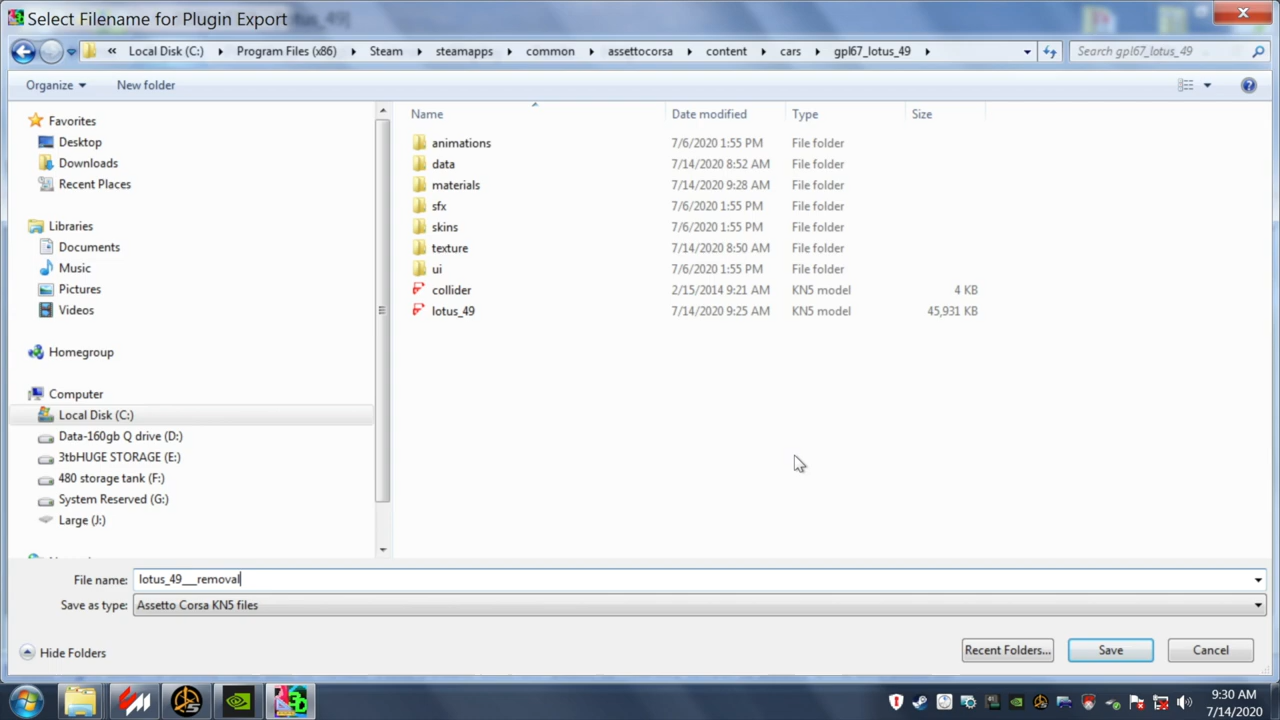 Select Filename for Plugin Export
« Local Disk (C:) Program Files (x86) Steam steamapps common assettocorsa content cars gpl67_lotus_49
Search gpl67_lotus_49
Organize New folder
Name Date modified Type Size
Favorites
Desktop
Downloads
Recent Places
Libraries
Documents
Music
Pictures
Videos
Homegroup
Computer
Local Disk (C:)
Data-160gb Q drive (D:)
3tbHUGE STORAGE (E:)
480 storage tank (F:)
System Reserved (G:)
Large (J:)
animations 7/6/2020 1:55 PM File folder
data 7/14/2020 8:52 AM File folder
materials 7/14/2020 9:28 AM File folder
sfx 7/6/2020 1:55 PM File folder
skins 7/6/2020 1:55 PM File folder
texture 7/14/2020 8:50 AM File folder
ui 7/6/2020 1:55 PM File folder
collider 2/15/2014 9:21 AM KN5 model 4 KB
lotus_49 7/14/2020 9:25 AM KN5 model 45,931 KB
File name: lotus_49___removal
Save as type: Assetto Corsa KN5 files
Hide Folders
Recent Folders... Save Cancel
9:30 AM
7/14/2020